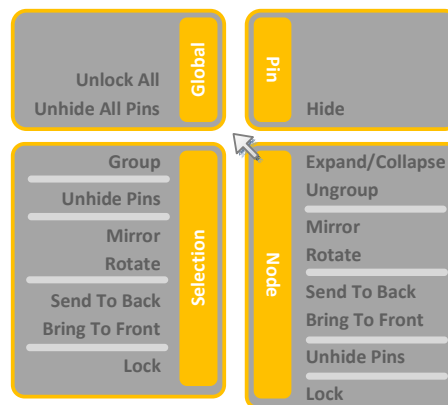 Global
Unlock All
Unhide All Pins
Pin
Hide
Selection
Group
Unhide Pins
Mirror
Rotate
Send To Back
Bring To Front
Lock
Node
Expand/Collapse
Ungroup
Mirror
Rotate
Send To Back
Bring To Front
Unhide Pins
Lock